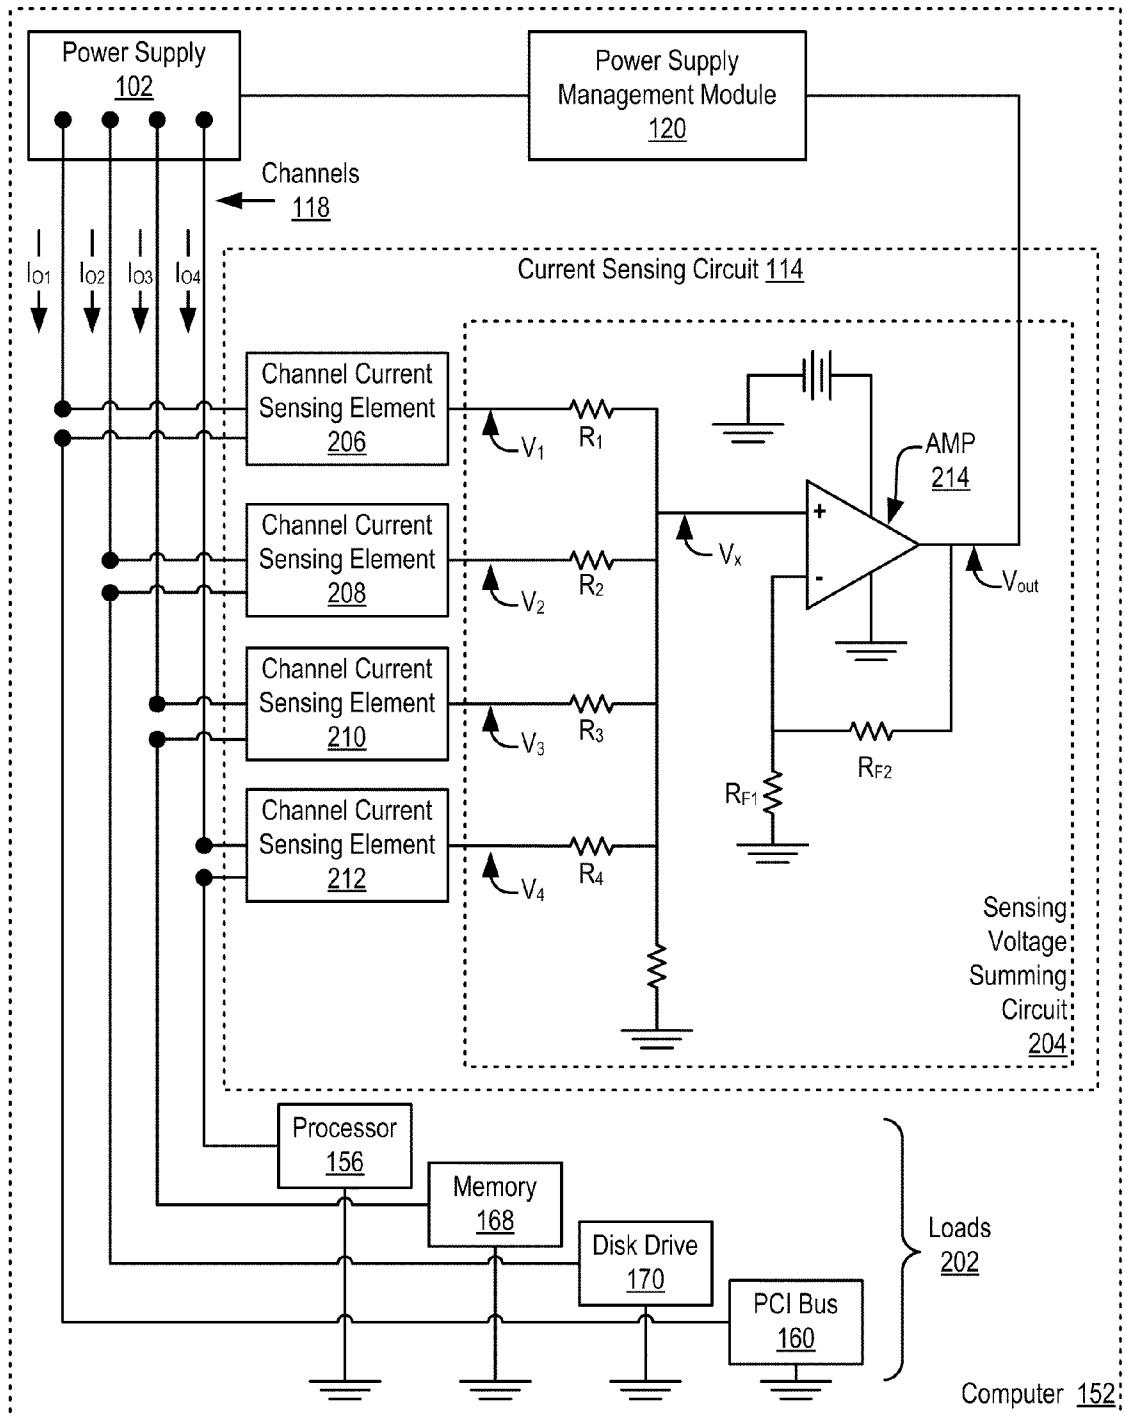 Power Supply
102
Power Supply
Management Module
120
Channels
118
IO1
IO2
IO3
IO4
Current Sensing Circuit 114
Channel Current
Sensing Element
206
V1
R1
AMP
214
+
-
Vx
Vout
Channel Current
Sensing Element
208
V2
R2
Channel Current
Sensing Element
210
V3
R3
RF2
RF1
Channel Current
Sensing Element
212
V4
R4
Sensing
Voltage
Summing
Circuit
204
Processor
156
Memory
168
Disk Drive
170
PCI Bus
160
Loads
202
Computer 152